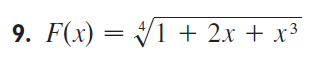 9. F(x) = ∜1 + 2x + x³